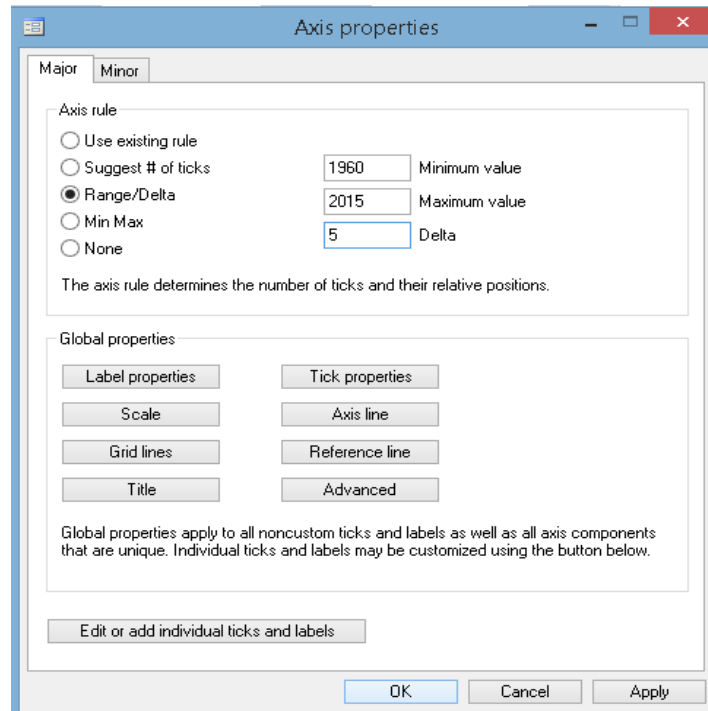 Axis properties
Major Minor
Axis rule
Use existing rule
Suggest # of ticks 1960 Minimum value
Range/Delta 2015 Maximum value
Min Max 5 Delta
None
The axis rule determines the number of ticks and their relative positions.
Global properties
Label properties Tick properties
Scale Axis line
Grid lines Reference line
Title Advanced
Global properties apply to all noncustom ticks and labels as well as all axis components
that are unique. Individual ticks and labels may be customized using the button below.
Edit or add individual ticks and labels
OK Cancel Apply